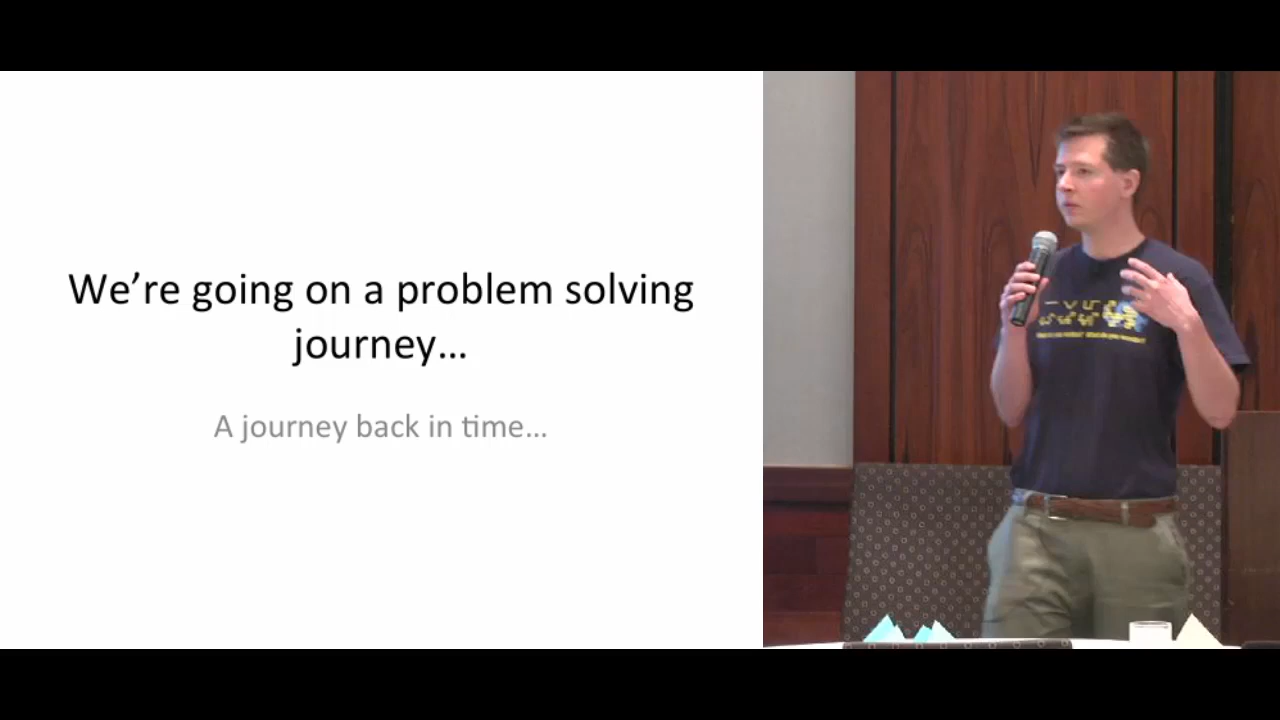 We're going on a problem solving
journey…
A journey back in time…